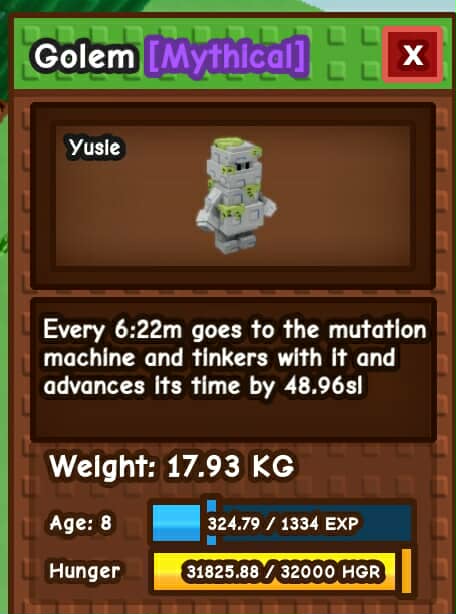 Golem [Mythical]
X
Yusie
Every 6:22m goes to the mutation
machine and tinkers with it and
advances its time by 48.96s!
Weight: 17.93 KG
Age: 8
324.79 / 1334 EXP
Hunger
31825.88 / 32000 HGR